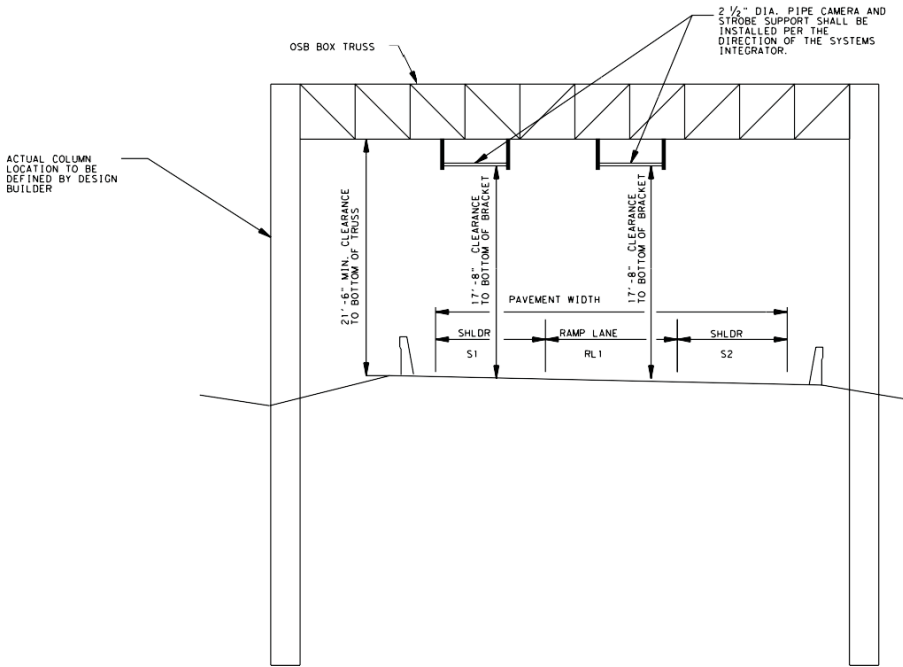 2 ½" DIA. PIPE CAMERA AND
STROBE SUPPORT SHALL BE
INSTALLED PER THE
DIRECTION OF THE SYSTEMS
INTEGRATOR.
OSB BOX TRUSS
ACTUAL COLUMN
LOCATION TO BE
DEFINED BY DESIGN
BUILDER
21'-6" MIN. CLEARANCE
TO BOTTOM OF TRUSS
17'-8" CLEARANCE
TO BOTTOM OF BRACKET
17'-8" CLEARANCE
TO BOTTOM OF BRACKET
PAVEMENT WIDTH
SHLDR
RAMP LANE
SHLDR
S1
RL1
S2